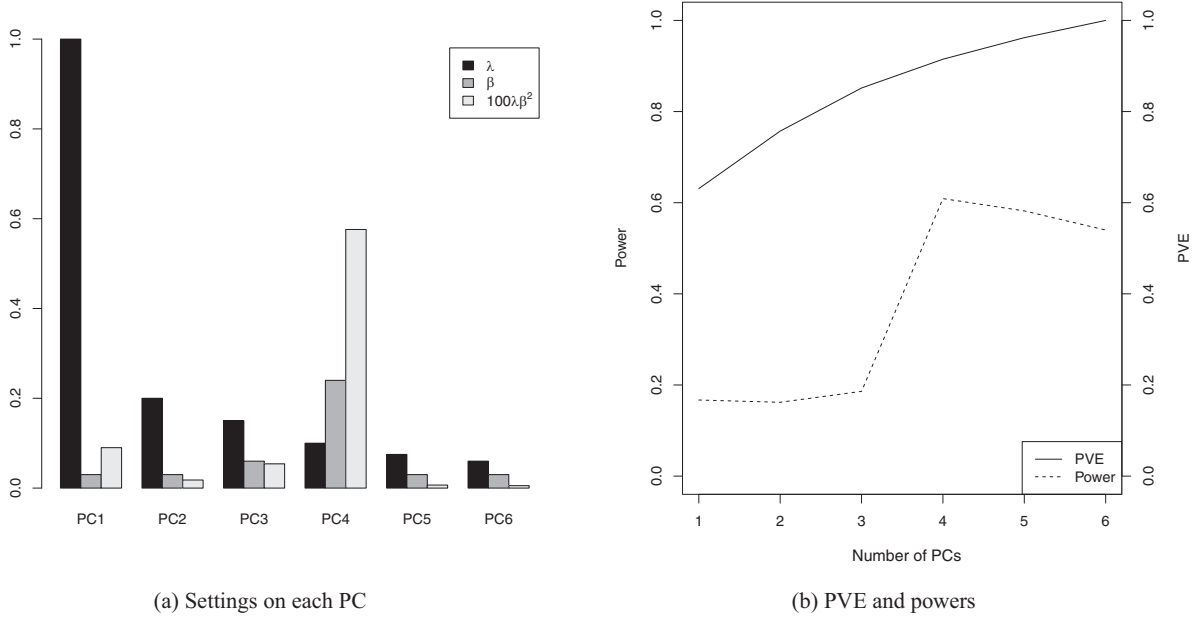 1.0
0.8
0.6
0.4
0.2
0.0
λ
β
100λβ²
PC1 PC2 PC3 PC4 PC5 PC6
(a) Settings on each PC
Power
1.0
0.8
0.6
0.4
0.2
0.0
PVE
Power
1.0
0.8
0.6
0.4
0.2
0.0
PVE
1 2 3 4 5 6
Number of PCs
(b) PVE and powers